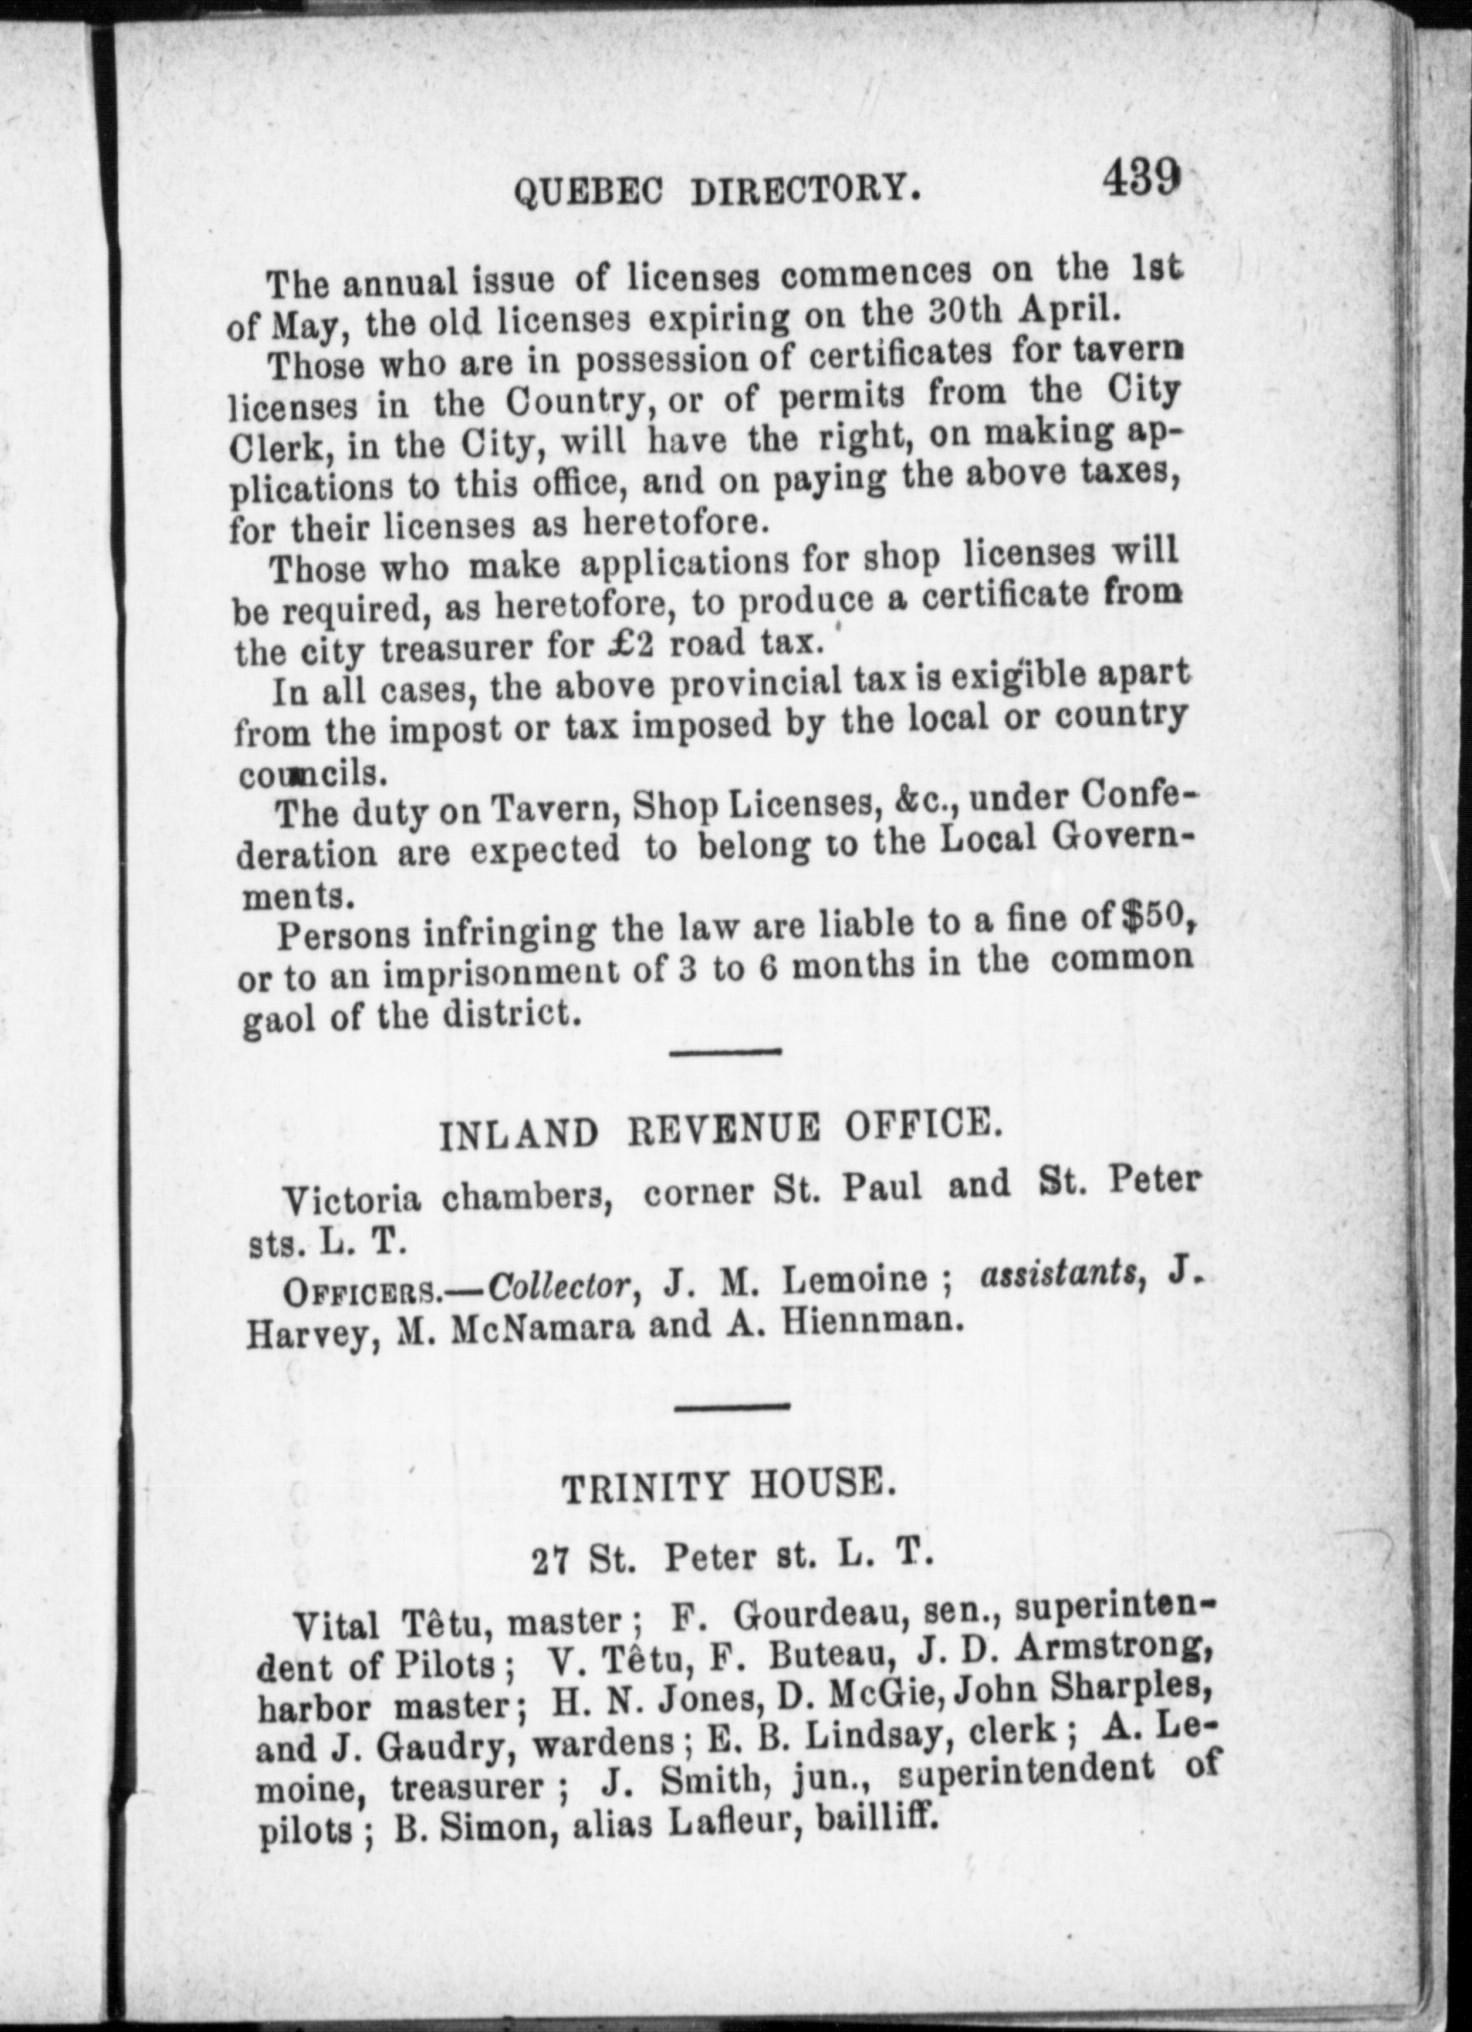 QUEBEC DIRECTORY. 439
The annual issue of licenses commences on the 1st
of May, the old licenses expiring on the 30th April.
Those who are in possession of certificates for tavern
licenses in the Country, or of permits from the City
Clerk, in the City, will have the right, on making ap-
plications to this office, and on paying the above taxes,
for their licenses as heretofore.
Those who make applications for shop licenses will
be required, as heretofore, to produce a certificate from
the city treasurer for £2 road tax.
In all cases, the above provincial tax is exigible apart
from the impost or tax imposed by the local or country
councils.
The duty on Tavern, Shop Licenses, &c., under Confe-
deration are expected to belong to the Local Govern-
ments.
Persons infringing the law are liable to a fine of $50,
or to an imprisonment of 3 to 6 months in the common
gaol of the district.
INLAND REVENUE OFFICE.
Victoria chambers, corner St. Paul and St. Peter
sts. L. T.
OFFICERS.—Collector, J. M. Lemoine ; assistants, J.
Harvey, M. McNamara and A. Hiennman.
TRINITY HOUSE.
27 St. Peter st. L. T.
Vital Têtu, master ; F. Gourdeau, sen., superinten-
dent of Pilots ; V. Têtu, F. Buteau, J. D. Armstrong,
harbor master ; H. N. Jones, D. McGie, John Sharples,
and J. Gaudry, wardens ; E. B. Lindsay, clerk ; A. Le-
moine, treasurer ; J. Smith, jun., superintendent of
pilots ; B. Simon, alias Lafleur, bailliff.